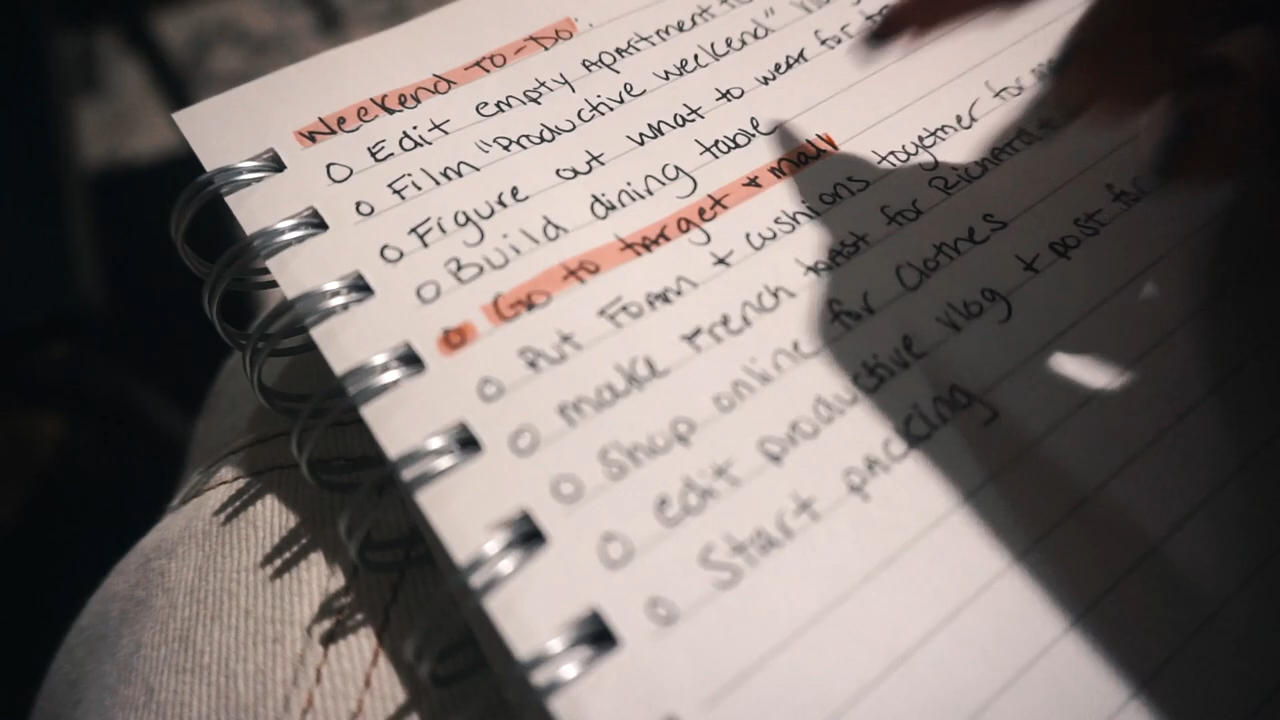 Weekend To-Do:
o Edit empty Apartment
o Film "Productive weekend"
o Figure out what to wear for
o Build dining table
o Go to target + mall
o Put Foam + cushions together for
o make French toast for Richard
o Shop online for Clothes
o edit productive vlog + post for
o Start packing